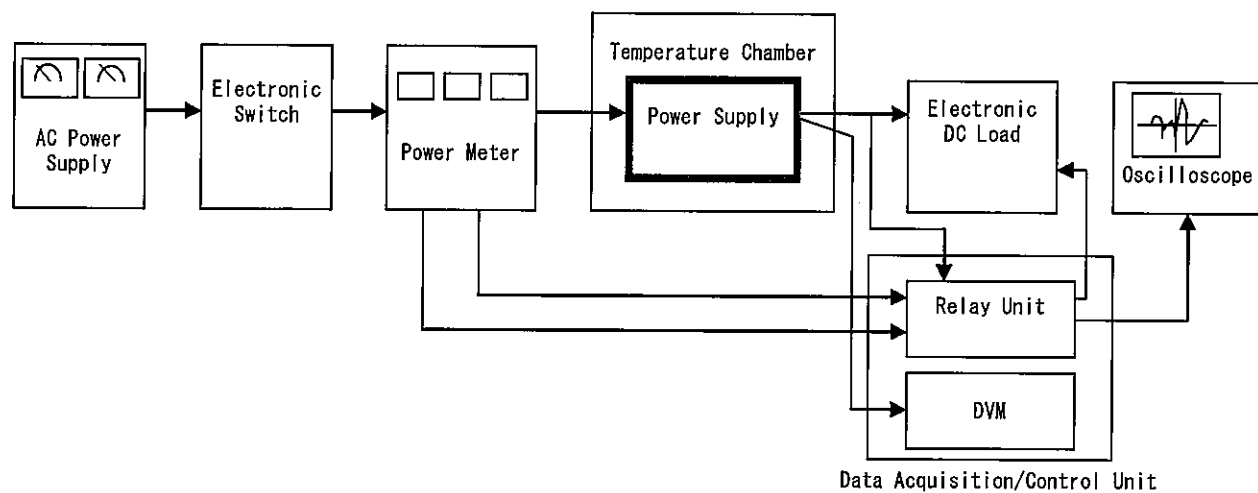 AC Power
Supply
Electronic
Switch
Power Meter
Temperature Chamber
Power Supply
Electronic
DC Load
Oscilloscope
Relay Unit
DVM
Data Acquisition/Control Unit